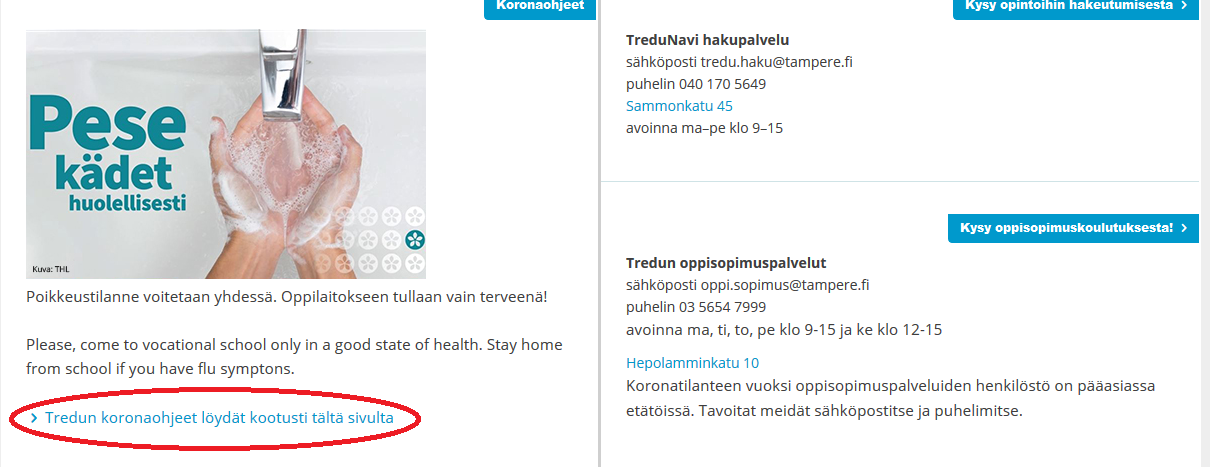 Koronaohjeet
Pese
kädet
huolellisesti
Kuva: THL
Poikkeustilanne voitetaan yhdessä. Oppilaitokseen tullaan vain terveenä!
Please, come to vocational school only in a good state of health. Stay home
from school if you have flu symptons.
Tredun koronaohjeet löydät kootusti tältä sivulta
Kysy opintoihin hakeutumisesta
TreduNavi hakupalvelu
sähköposti tredu.haku@tampere.fi
puhelin 040 170 5649
Sammonkatu 45
avoinna ma–pe klo 9–15
Kysy oppisopimuskoulutuksesta!
Tredun oppisopimuspalvelut
sähköposti oppi.sopimus@tampere.fi
puhelin 03 5654 7999
avoinna ma, ti, to, pe klo 9-15 ja ke klo 12-15
Hepolamminkatu 10
Koronatilanteen vuoksi oppisopimuspalveluiden henkilöstö on pääasiassa
etätöissä. Tavoitat meidät sähköpostitse ja puhelimitse.